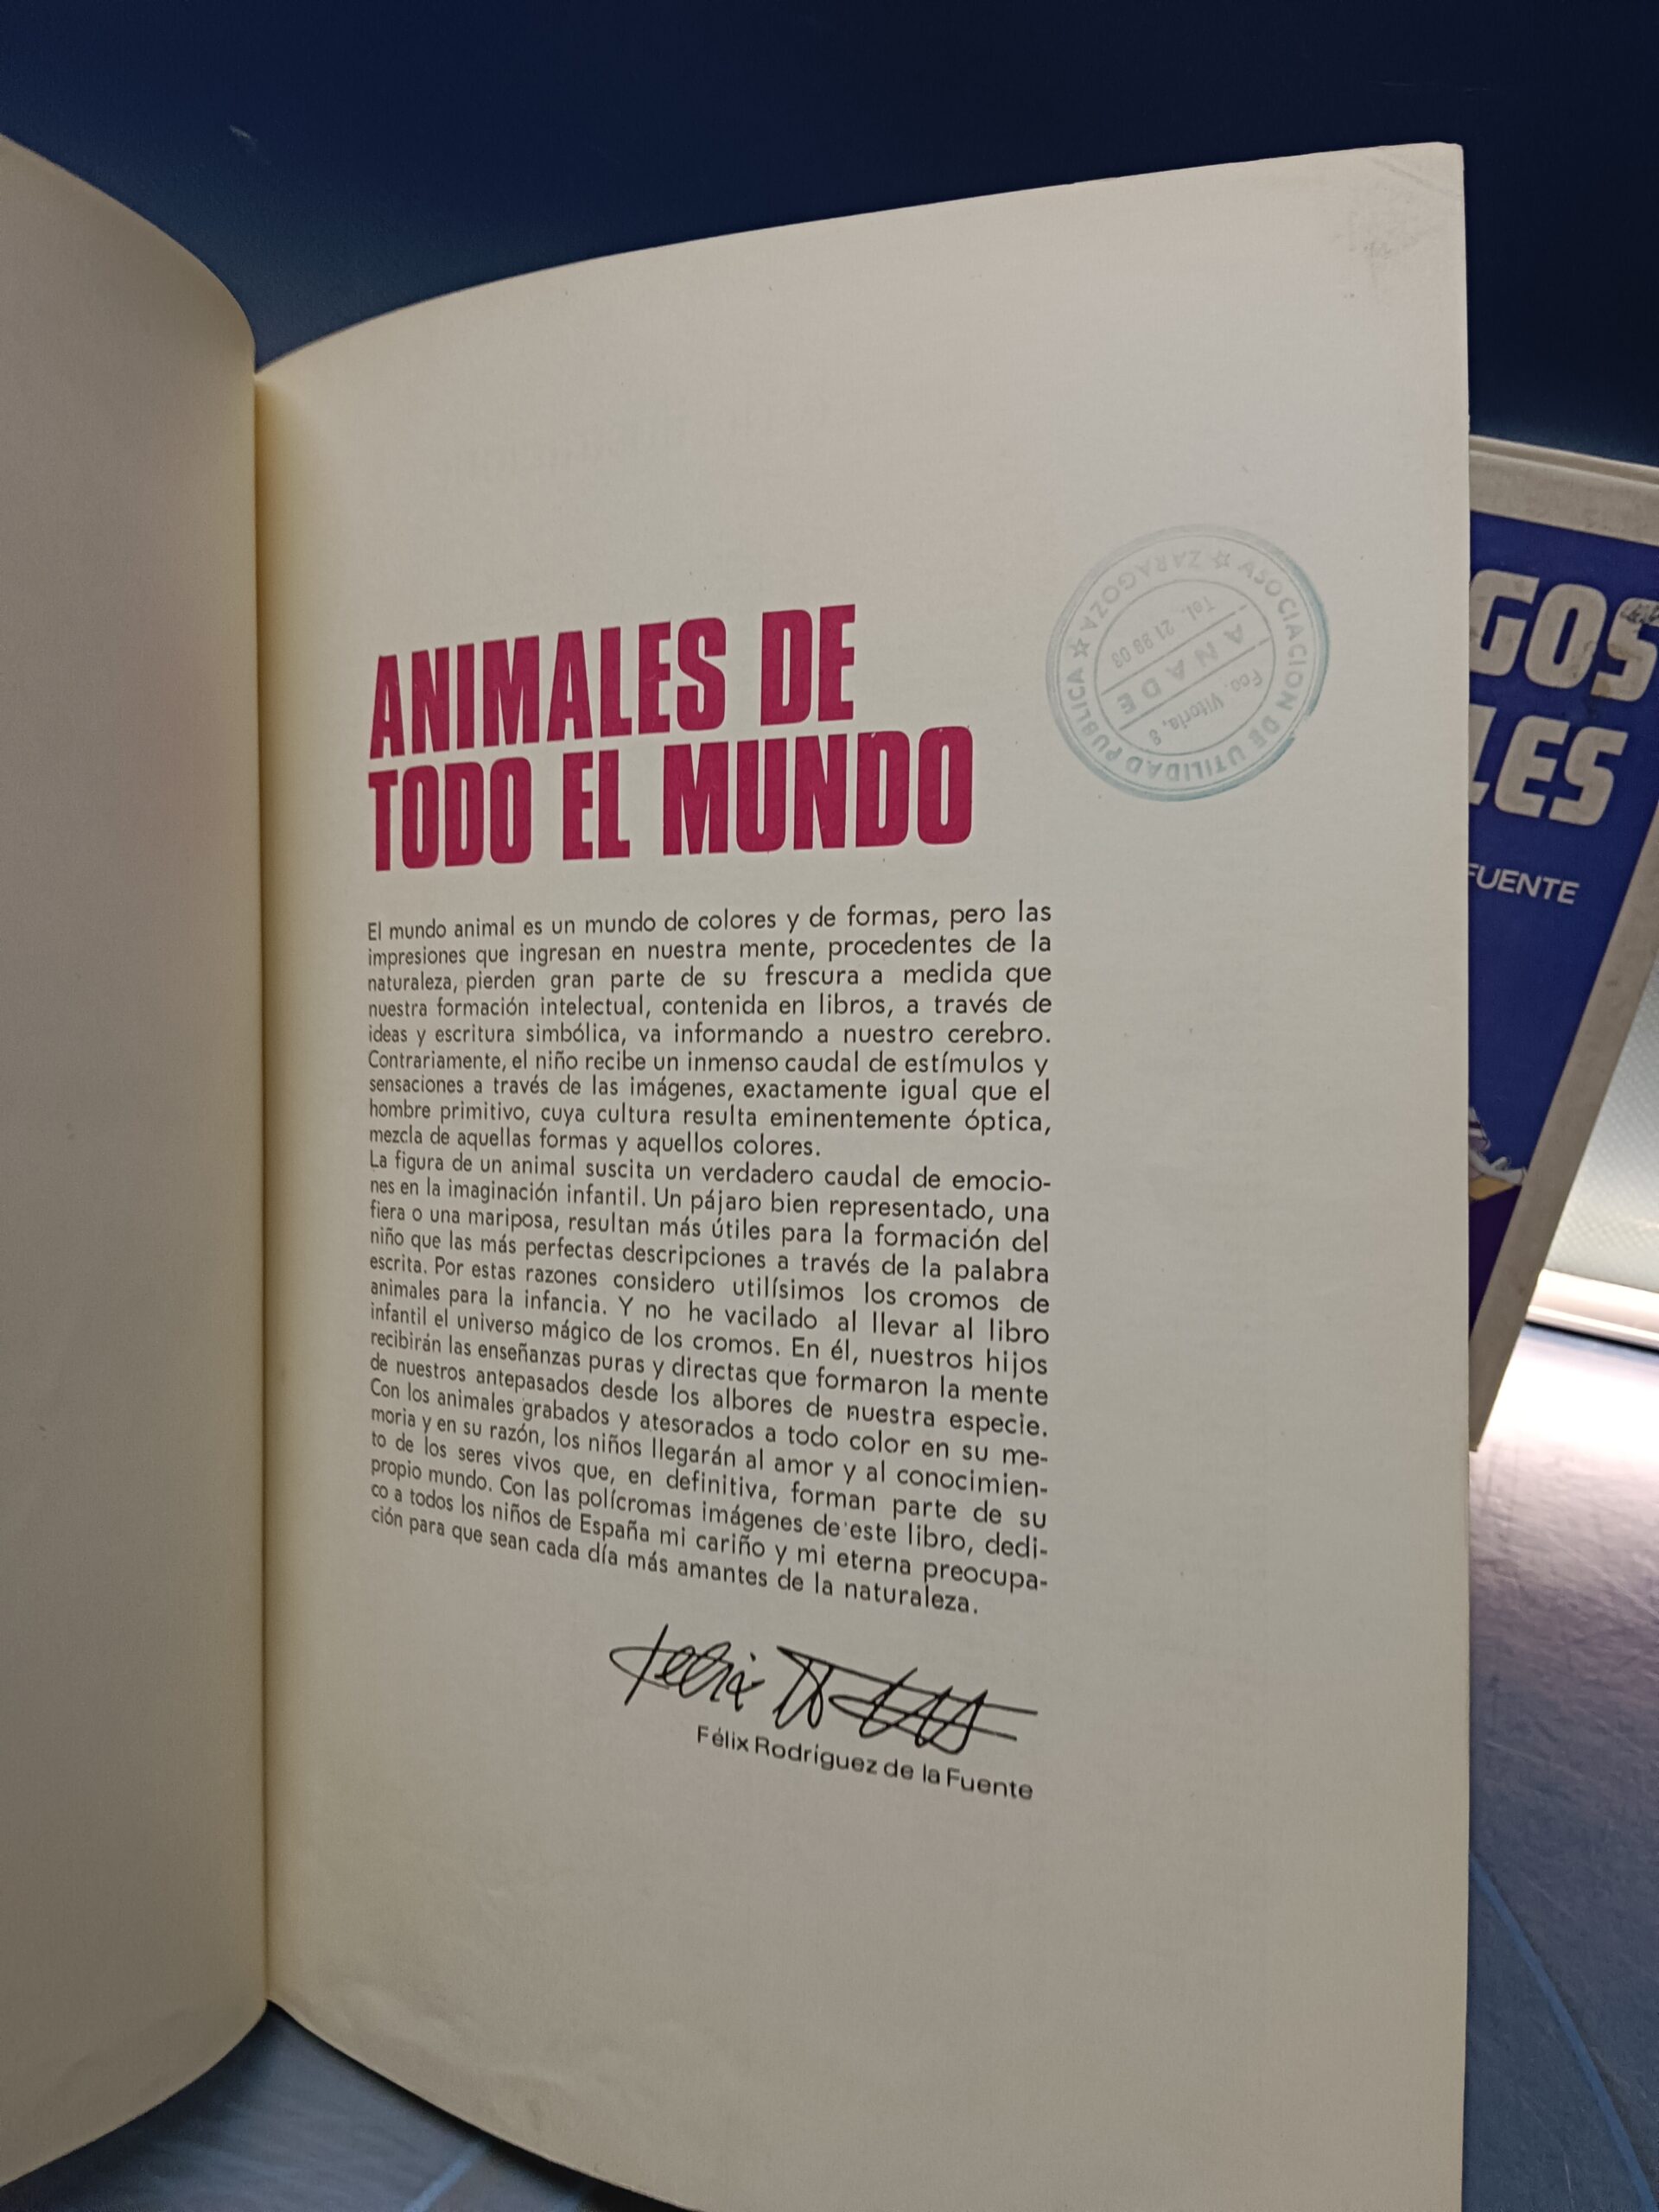 ANIMALES DE
TODO EL MUNDO
El mundo animal es un mundo de colores y de formas, pero las
impresiones que ingresan en nuestra mente, procedentes de la
naturaleza, pierden gran parte de su frescura a medida que
nuestra formación intelectual, contenida en libros, a través de
ideas y escritura simbólica, va informando a nuestro cerebro.
Contrariamente, el niño recibe un inmenso caudal de estímulos y
sensaciones a través de las imágenes, exactamente igual que el
hombre primitivo, cuya cultura resulta eminentemente óptica,
mezcla de aquellas formas y aquellos colores.
La figura de un animal suscita un verdadero caudal de emocio-
nes en la imaginación infantil. Un pájaro bien representado, una
fiera o una mariposa, resultan más útiles para la formación del
niño que las más perfectas descripciones a través de la palabra
escrita. Por estas razones considero utilísimos los cromos de
animales para la infancia. Y no he vacilado al llevar al libro
infantil el universo mágico de los cromos. En él, nuestros hijos
recibirán las enseñanzas puras y directas que formaron la mente
de nuestros antepasados desde los albores de nuestra especie.
Con los animales grabados y atesorados a todo color en su me-
moria y en su razón, los niños llegarán al amor y al conocimien-
to de los seres vivos que, en definitiva, forman parte de su
propio mundo. Con las polícromas imágenes de este libro, dedi-
co a todos los niños de España mi cariño y mi eterna preocupa-
ción para que sean cada día más amantes de la naturaleza.
Felix
Félix Rodríguez de la Fuente
ASOCIACION DE UTILIDAD PUBLICA ☆ ZARAGOZA ☆
Pdo. Vitoria, 8
ANADE
Tel. 21 98 03
GOS
LES
FUENTE